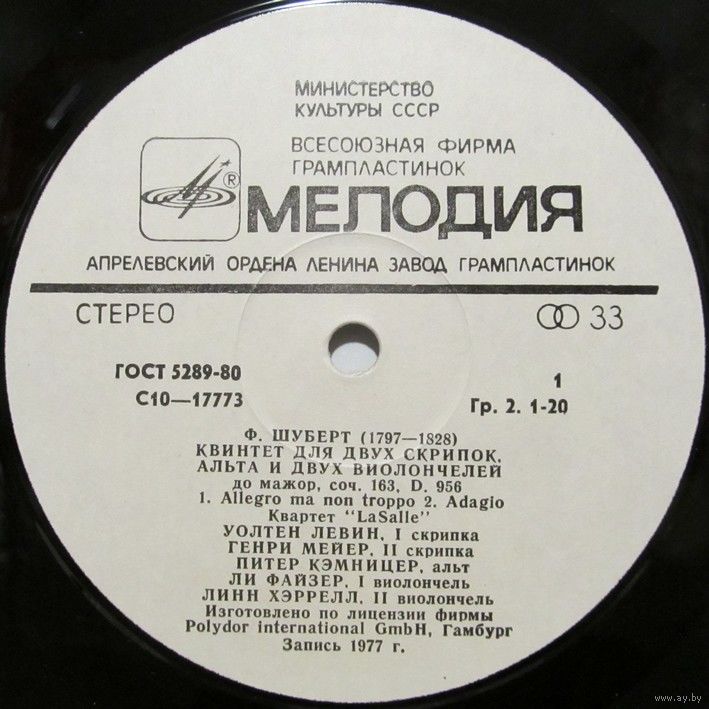 МИНИСТЕРСТВО
КУЛЬТУРЫ СССР
ВСЕСОЮЗНАЯ ФИРМА
ГРАМПЛАСТИНОК
® МЕЛОДИЯ
АПРЕЛЕВСКИЙ ОРДЕНА ЛЕНИНА ЗАВОД ГРАМПЛАСТИНОК
СТЕРЕО 33
ГОСТ 5289-80 1
С10—17773 Гр. 2. 1-20
Ф. ШУБЕРТ (1797—1828)
КВИНТЕТ ДЛЯ ДВУХ СКРИПОК,
АЛЬТА И ДВУХ ВИОЛОНЧЕЛЕЙ
до мажор, соч. 163, D. 956
1. Allegro ma non troppo 2. Adagio
Квартет "LaSalle"
УОЛТЕН ЛЕВИН, I скрипка
ГЕНРИ МЕЙЕР, II скрипка
ПИТЕР КЭМНИЦЕР, альт
ЛИ ФАЙЗЕР, I виолончель
ЛИНН ХЭРРЕЛЛ, II виолончель
Изготовлено по лицензии фирмы
Polydor international GmbH, Гамбург
Запись 1977 г.
www.ay.by